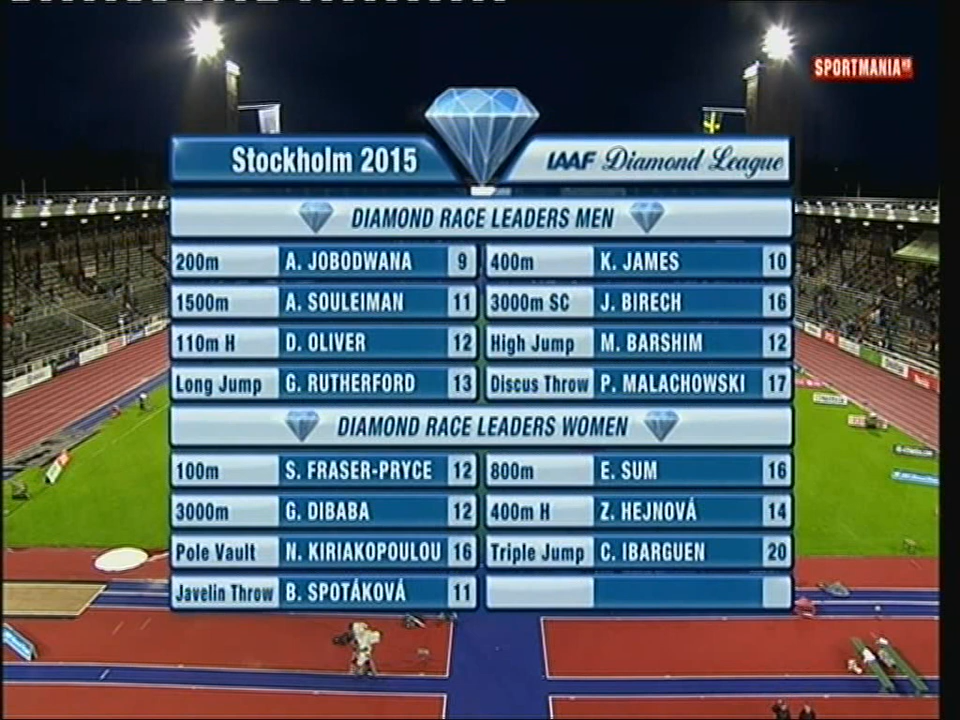 SPORTMANIA HD
Stockholm 2015 IAAF Diamond League
DIAMOND RACE LEADERS MEN
200m A. JOBODWANA 9 400m K. JAMES 10
1500m A. SOULEIMAN 11 3000m SC J. BIRECH 16
110m H D. OLIVER 12 High Jump M. BARSHIM 12
Long Jump G. RUTHERFORD 13 Discus Throw P. MALACHOWSKI 17
DIAMOND RACE LEADERS WOMEN
100m S. FRASER-PRYCE 12 800m E. SUM 16
3000m G. DIBABA 12 400m H Z. HEJNOVÁ 14
Pole Vault N. KIRIAKOPOULOU 16 Triple Jump C. IBARGUEN 20
Javelin Throw B. SPOTÁKOVÁ 11